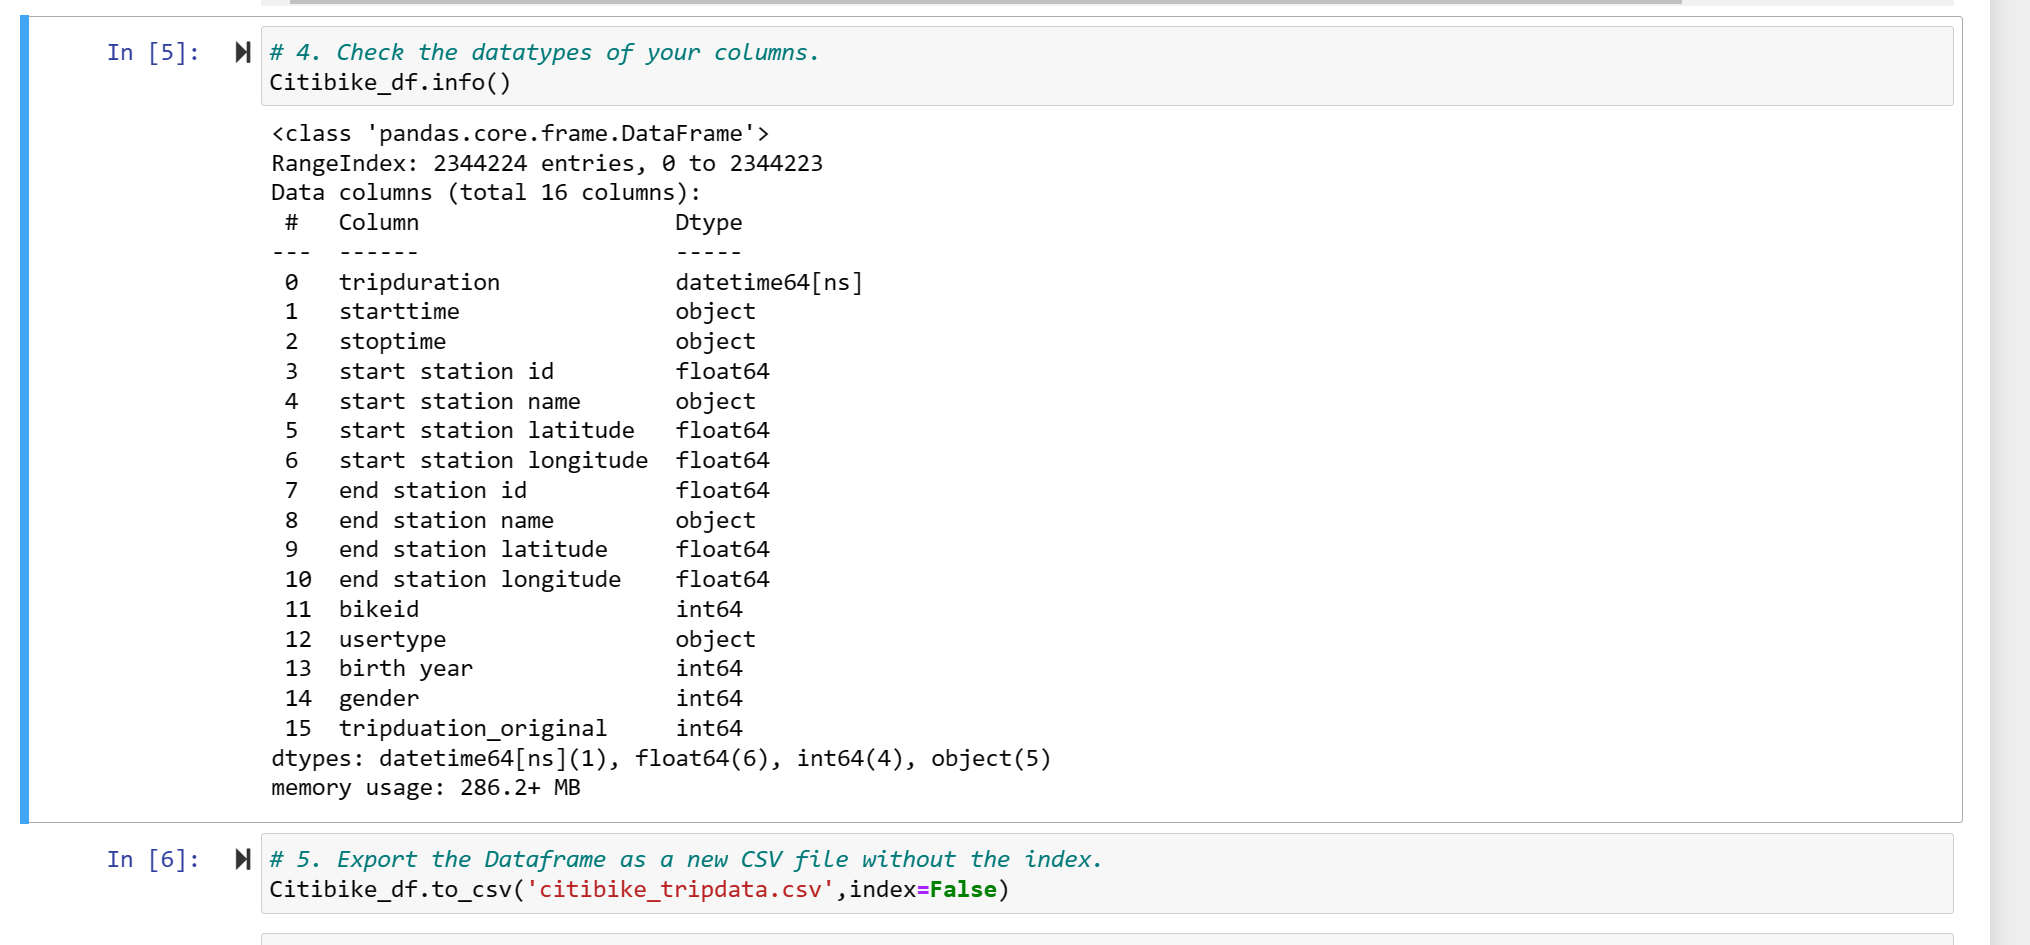 In [5]:
# 4. Check the datatypes of your columns.
Citibike_df.info()
<class 'pandas.core.frame.DataFrame'>
RangeIndex: 2344224 entries, 0 to 2344223
Data columns (total 16 columns):
 #   Column                   Dtype
---  ------                   -----
 0   tripduration             datetime64[ns]
 1   starttime                object
 2   stoptime                 object
 3   start station id         float64
 4   start station name       object
 5   start station latitude   float64
 6   start station longitude  float64
 7   end station id           float64
 8   end station name         object
 9   end station latitude     float64
 10  end station longitude    float64
 11  bikeid                   int64
 12  usertype                 object
 13  birth year               int64
 14  gender                   int64
 15  tripduation_original     int64
dtypes: datetime64[ns](1), float64(6), int64(4), object(5)
memory usage: 286.2+ MB
In [6]:
# 5. Export the Dataframe as a new CSV file without the index.
Citibike_df.to_csv('citibike_tripdata.csv',index=False)